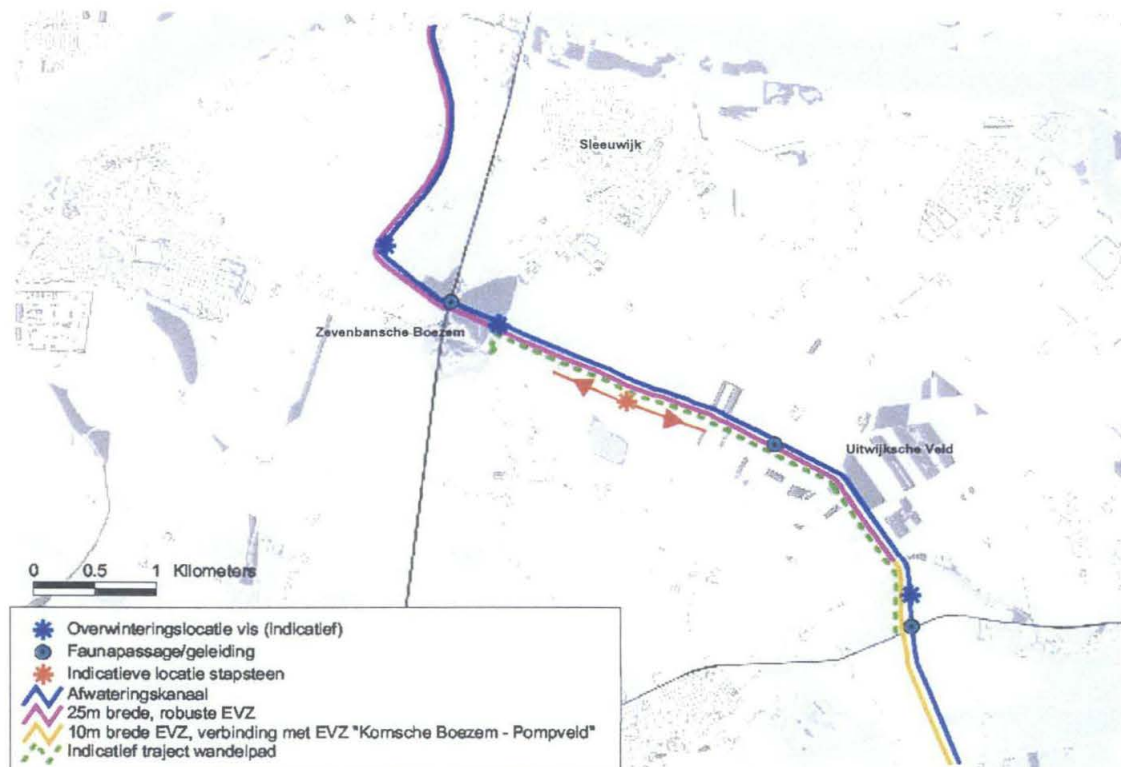 Sleeuwijk
Zevenbansche Boezem
Uitwijksche Veld
0 0.5 1 Kilometers
Overwinteringslocatie vis (indicatief)
Faunapassage/geleiding
Indicatieve locatie stapsteen
Afwateringskanaal
25m brede, robuste EVZ
10m brede EVZ, verbinding met EVZ "Kornsche Boezem - Pompveld"
Indicatief traject wandelpad